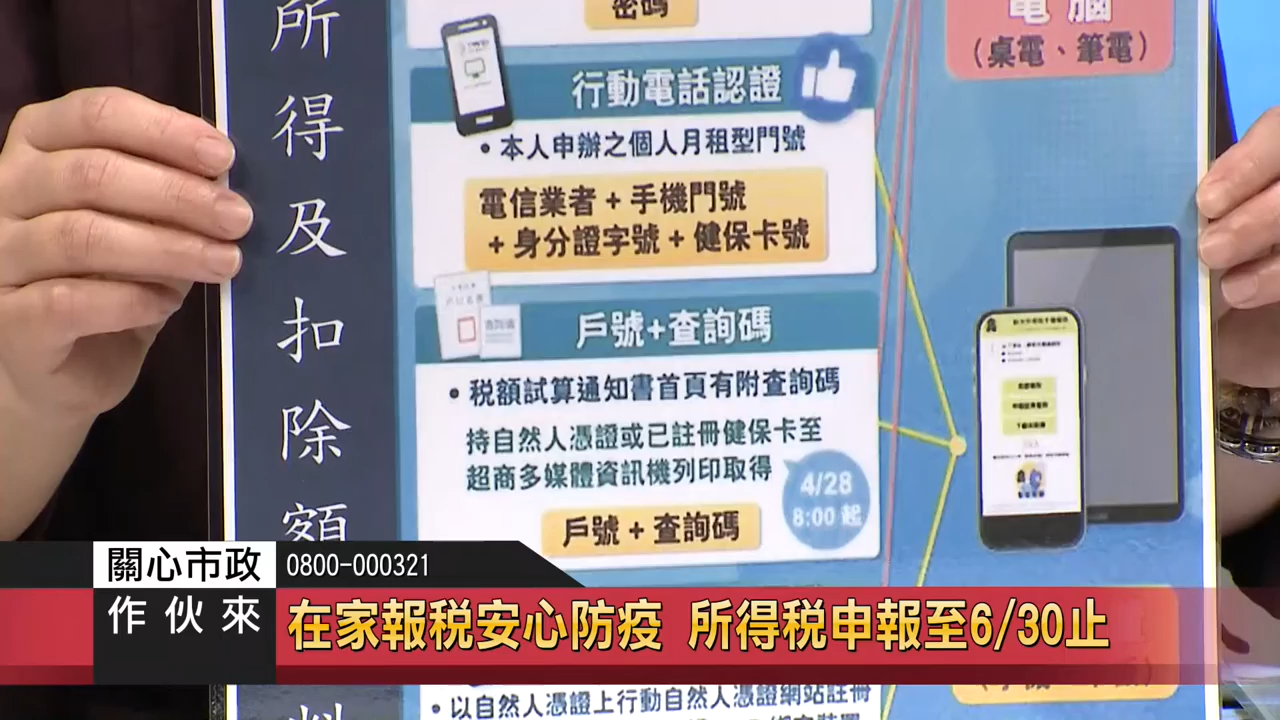 所得及扣除額
密碼
行動電話認證
•本人申辦之個人月租型門號
電信業者+手機門號
+身分證字號+健保卡號
戶號+查詢碼
•稅額試算通知書首頁有附查詢碼
持自然人憑證或已註冊健保卡至
超商多媒體資訊機列印取得
4/28
8:00起
戶號+查詢碼
電腦
(桌電、筆電)
關心市政
作伙來
0800-000321
在家報稅安心防疫 所得稅申報至6/30止
•以自然人憑證上行動自然人憑證網站註冊